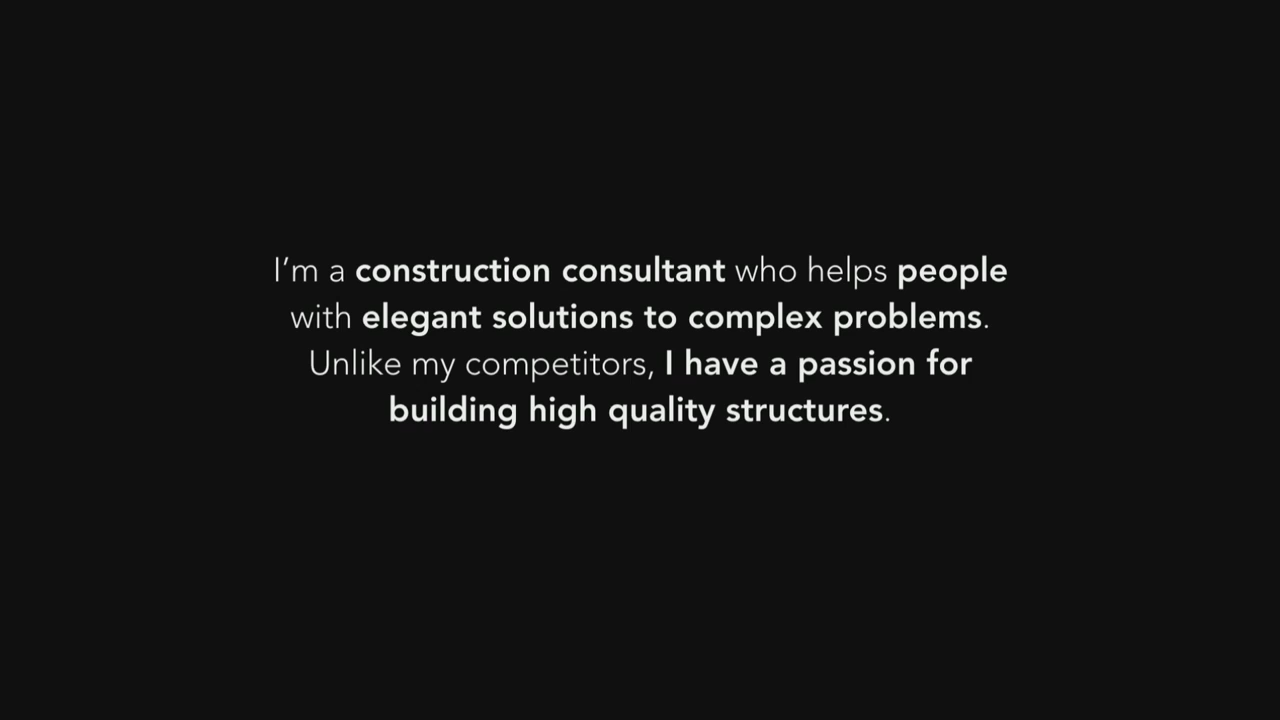 I’m a construction consultant who helps people
with elegant solutions to complex problems.
Unlike my competitors, I have a passion for
building high quality structures.